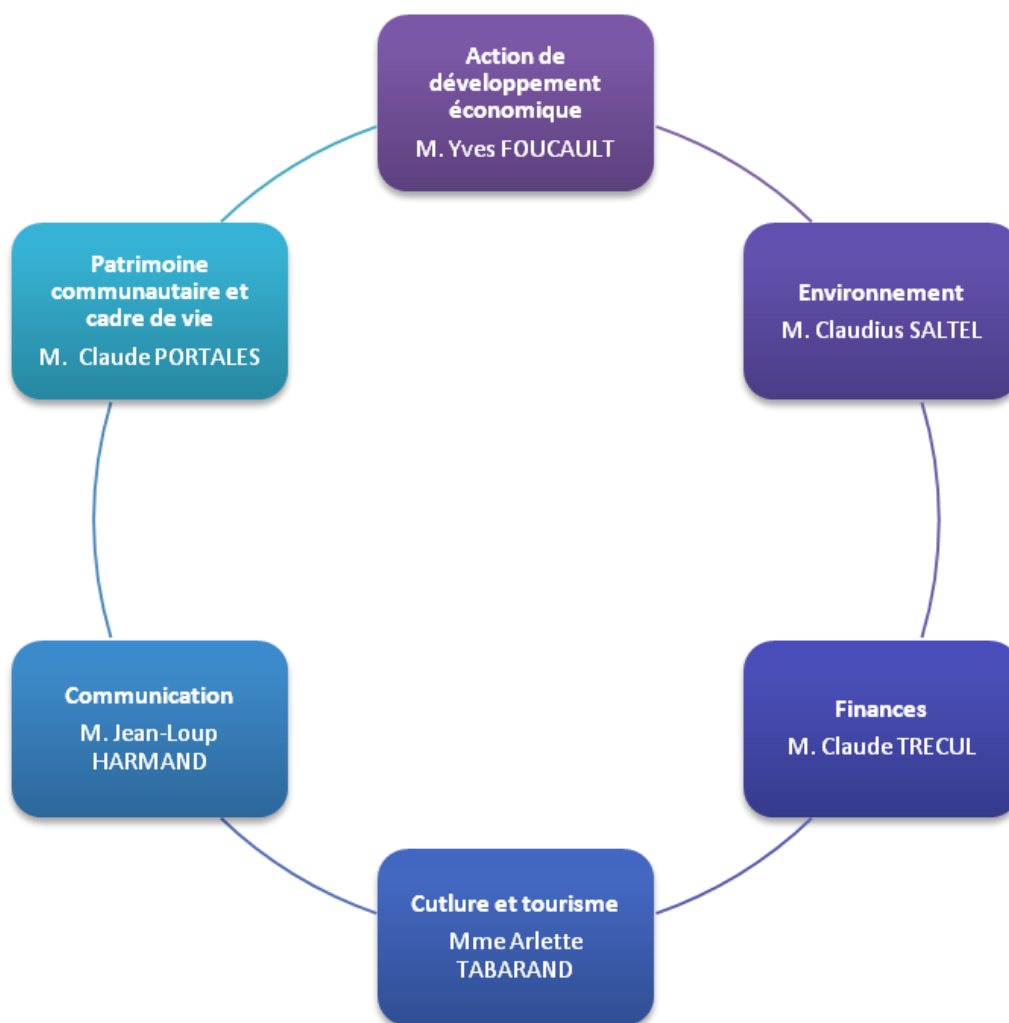 Action de
développement
économique
M. Yves FOUCAULT
Patrimoine
communautaire et
cadre de vie
M.  Claude PORTALES
Environnement
M. Claudius SALTEL
Communication
M. Jean-Loup
HARMAND
Finances
M. Claude TRECUL
Cutlure et tourisme
Mme Arlette
TABARAND